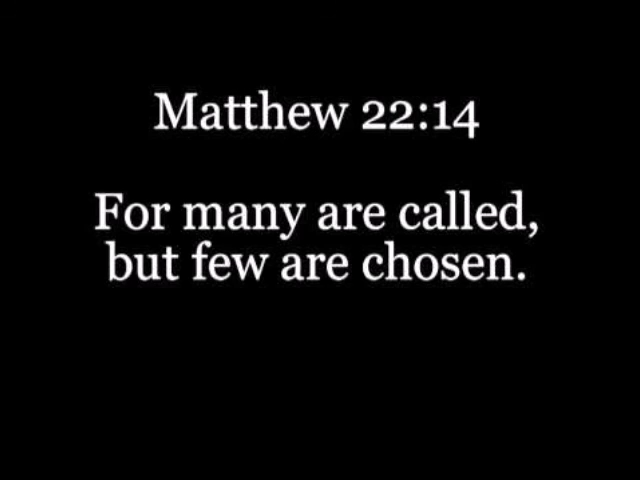 Matthew 22:14
For many are called,
but few are chosen.